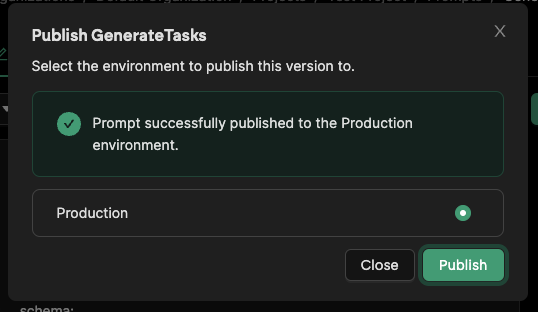 Publish GenerateTasks
Select the environment to publish this version to.
Prompt successfully published to the Production
environment.
Production
Close
Publish
schema: